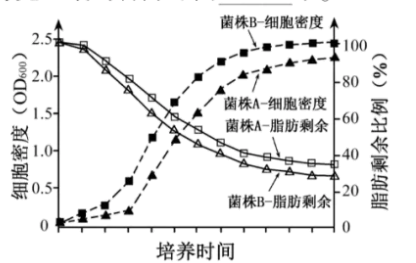 菌株B-细胞密度
2.5
2.0
1.5
1.0
0.5
0
细胞密度（OD600）
100
80
60
40
20
0
脂肪剩余比例（%）
菌株A-细胞密度
菌株A-脂肪剩余
菌株B-脂肪剩余
培养时间